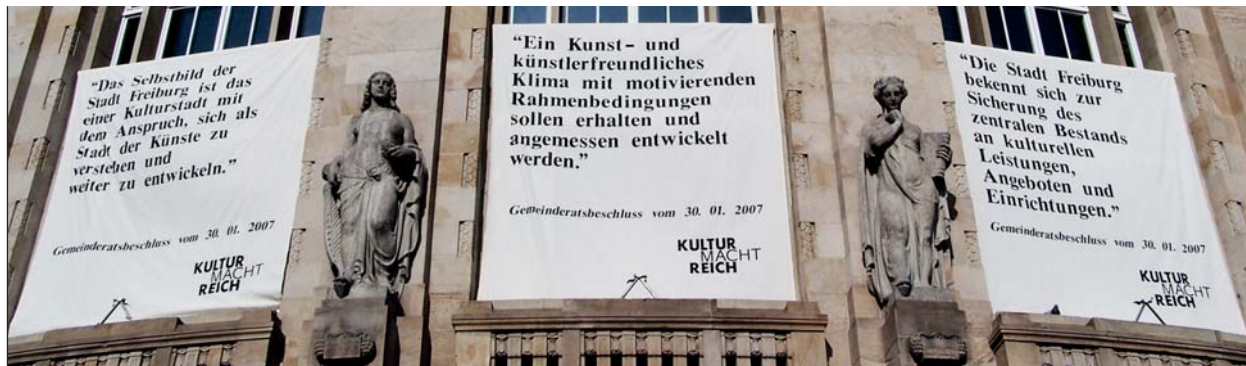 “Das Selbstbild der
Stadt Freiburg ist das
einer Kulturstadt mit
dem Anspruch, sich als
Stadt der Künste zu
verstehen und
weiter zu entwickeln.”
Gemeinderatsbeschluss vom 30. 01. 2007
KULTUR
MACHT
REICH
“Ein Kunst- und
künstlerfreundliches
Klima mit motivierenden
Rahmenbedingungen
sollen erhalten und
angemessen entwickelt
werden.”
Gemeinderatsbeschluss vom 30. 01. 2007
KULTUR
MACHT
REICH
“Die Stadt Freiburg
bekennt sich zur
Sicherung des
zentralen Bestands
an kulturellen
Leistungen,
Angeboten und
Einrichtungen.”
Gemeinderatsbeschluss vom 30. 01. 2007
KULTUR
MACHT
REICH